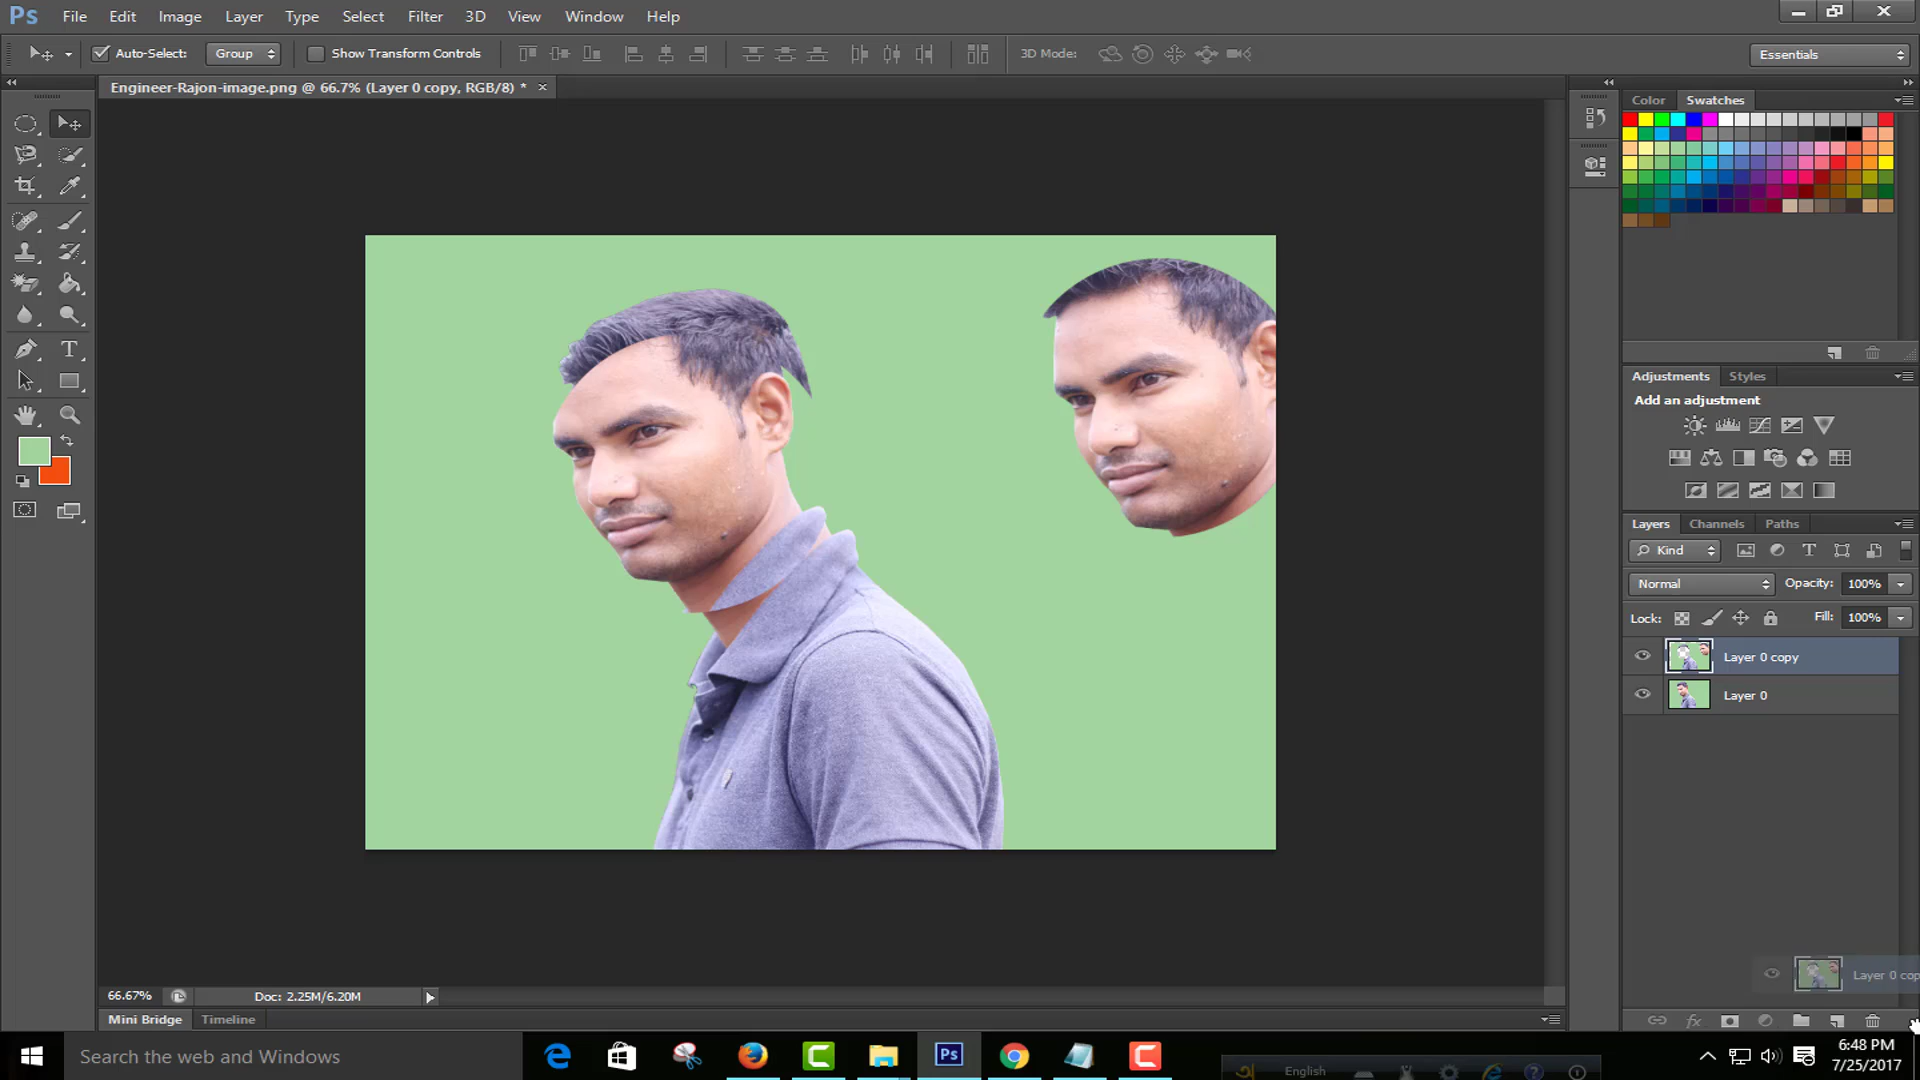 Ps File Edit Image Layer Type Select Filter 3D View Window Help
Auto-Select: Group Show Transform Controls 3D Mode: Essentials
Engineer-Rajon-image.png @ 66.7% (Layer 0 copy, RGB/8) *
Color Swatches
Adjustments Styles
Add an adjustment
Layers Channels Paths
Kind
Normal Opacity: 100%
Lock: Fill: 100%
Layer 0 copy
Layer 0
Layer 0 cop
66.67% Doc: 2.25M/6.20M
Mini Bridge Timeline
Search the web and Windows
Ps
English
6:48 PM
7/25/2017